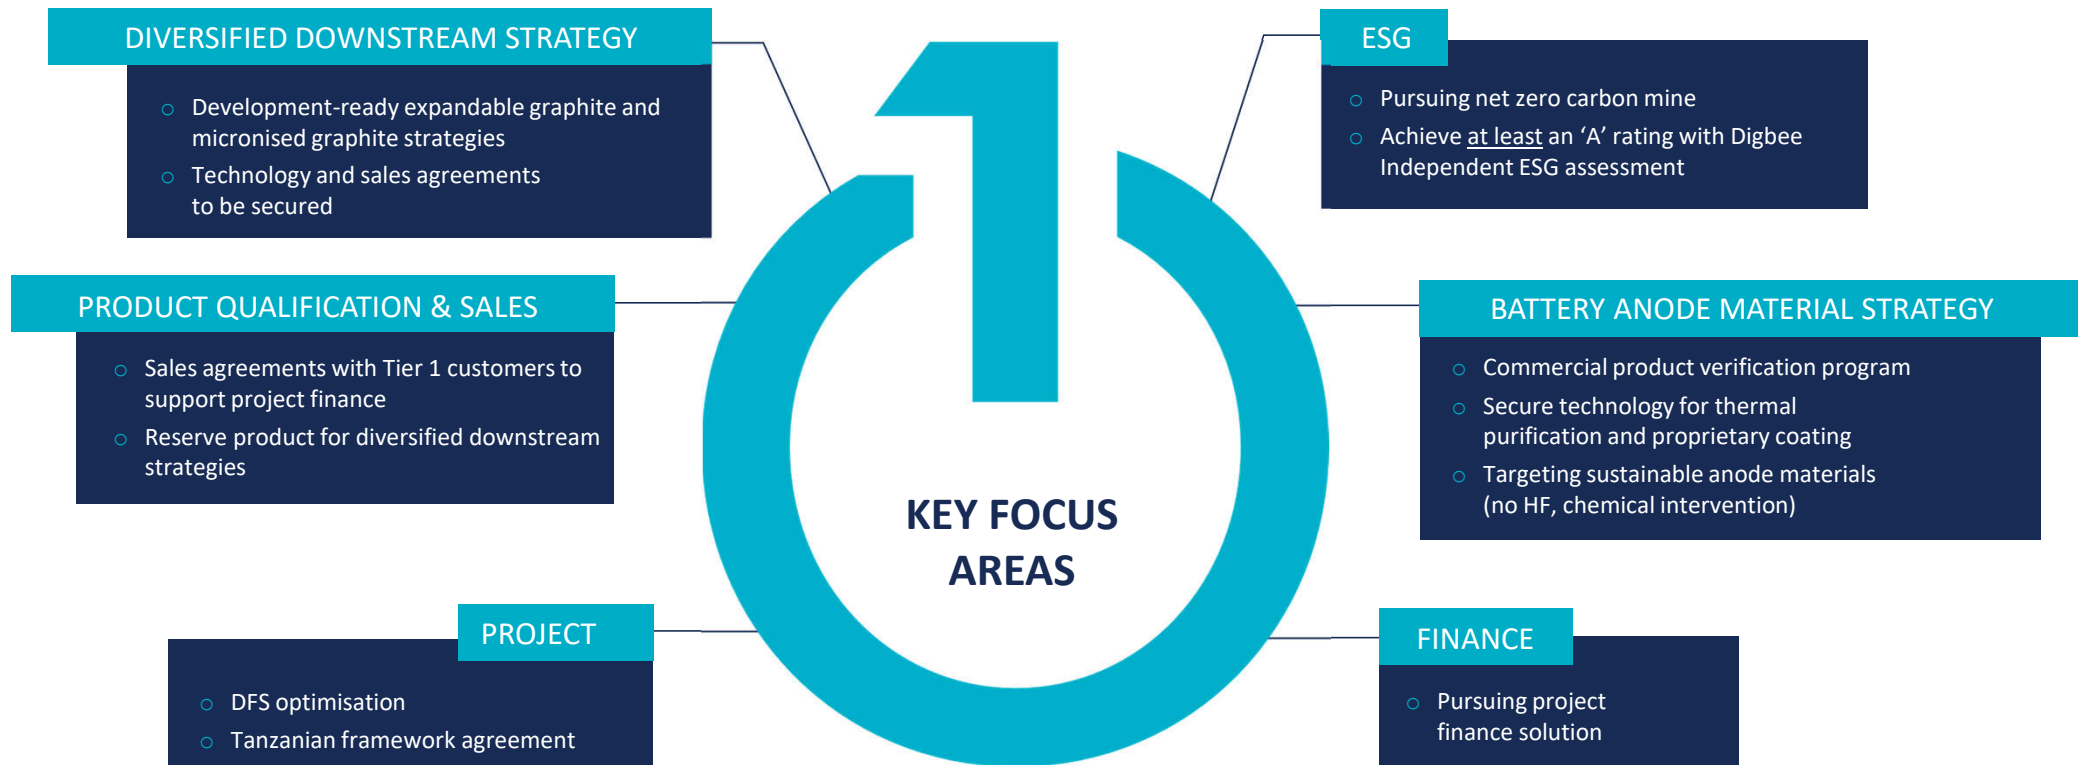 DIVERSIFIED DOWNSTREAM STRATEGY
○ Development-ready expandable graphite and
micronised graphite strategies
○ Technology and sales agreements
to be secured
PRODUCT QUALIFICATION & SALES
○ Sales agreements with Tier 1 customers to
support project finance
○ Reserve product for diversified downstream
strategies
PROJECT
○ DFS optimisation
○ Tanzanian framework agreement
1
KEY FOCUS
AREAS
ESG
○ Pursuing net zero carbon mine
○ Achieve at least an ‘A’ rating with Digbee
Independent ESG assessment
BATTERY ANODE MATERIAL STRATEGY
○ Commercial product verification program
○ Secure technology for thermal
purification and proprietary coating
○ Targeting sustainable anode materials
(no HF, chemical intervention)
FINANCE
○ Pursuing project
finance solution